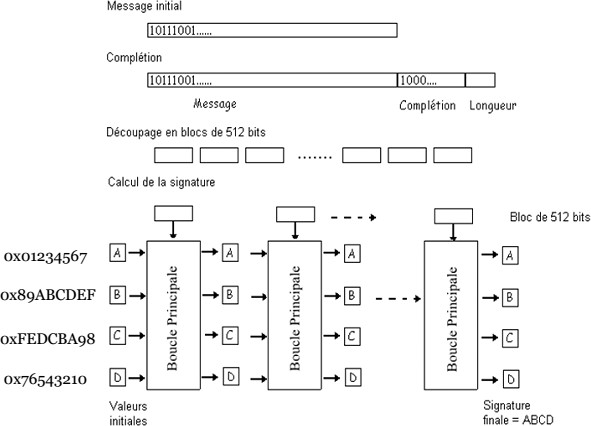 Message initial
10111001......
Complétion
10111001...... 1000....
Message Complétion Longueur
Découpage en blocs de 512 bits
.......
Calcul de la signature
Bloc de 512 bits
0x01234567 A A A A
0x89ABCDEF B B B B
0xFEDCBA98 C C C C
0x76543210 D D D D
Boucle Principale
Boucle Principale
Boucle Principale
Valeurs
initiales
Signature
finale = ABCD